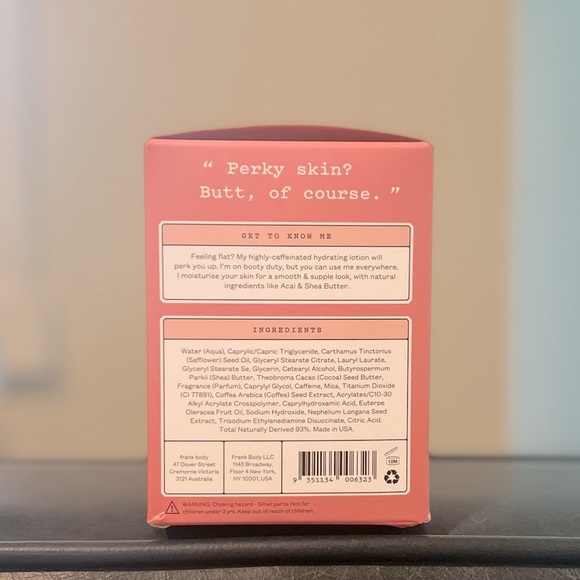 “ Perky skin?
Butt, of course. ”
GET TO KNOW ME
Feeling flat? My highly-caffeinated hydrating lotion will
perk you up. I'm on booty duty, but you can use me everywhere.
I moisturise your skin for a smooth & supple look, with natural
ingredients like Acai & Shea Butter.
INGREDIENTS
Water (Aqua), Caprylic/Capric Triglyceride, Carthamus Tinctorius
(Safflower) Seed Oil, Glyceryl Stearate Citrate, Lauryl Laurate,
Glyceryl Stearate Se, Glycerin, Cetearyl Alcohol, Butyrospermum
Parkii (Shea) Butter, Theobroma Cacao (Cocoa) Seed Butter,
Fragrance (Parfum), Caprylyl Glycol, Caffeine, Mica, Titanium Dioxide
(CI 77891), Coffea Arabica (Coffee) Seed Extract, Acrylates/C10-30
Alkyl Acrylate Crosspolymer, Caprylhydroxamic Acid, Euterpe
Oleracea Fruit Oil, Sodium Hydroxide, Nephelium Longana Seed
Extract, Trisodium Ethylenediamine Disuccinate, Citric Acid.
Total Naturally Derived 93%. Made in USA.
frank body
47 Dover Street
Cremorne Victoria
3121 Australia
Frank Body LLC
1145 Broadway,
Floor 4 New York,
NY 10001, USA
9 351134 006323
12M
WARNING: Choking hazard - Small parts. Not for
children under 3 yrs. Keep out of reach of children.